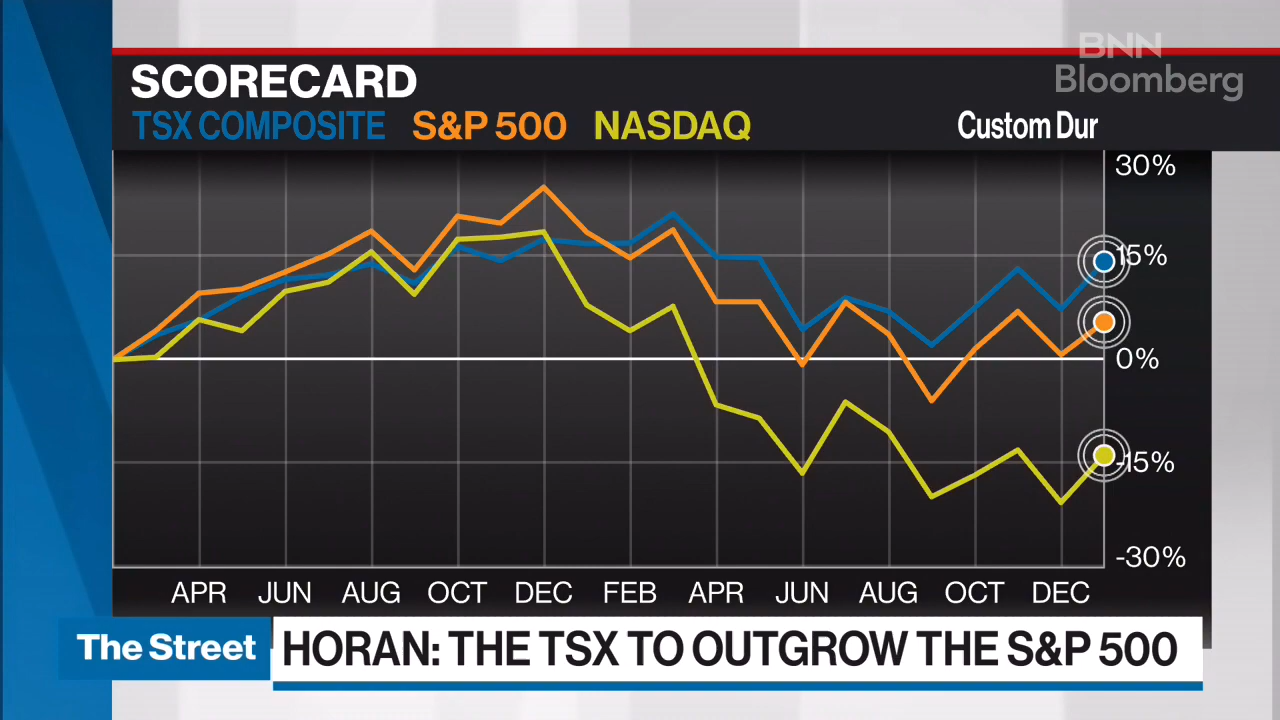 BNN
Bloomberg
SCORECARD
TSX COMPOSITE S&P 500 NASDAQ Custom Dur
30%
15%
0%
-15%
-30%
APR JUN AUG OCT DEC FEB APR JUN AUG OCT DEC
The Street HORAN: THE TSX TO OUTGROW THE S&P 500